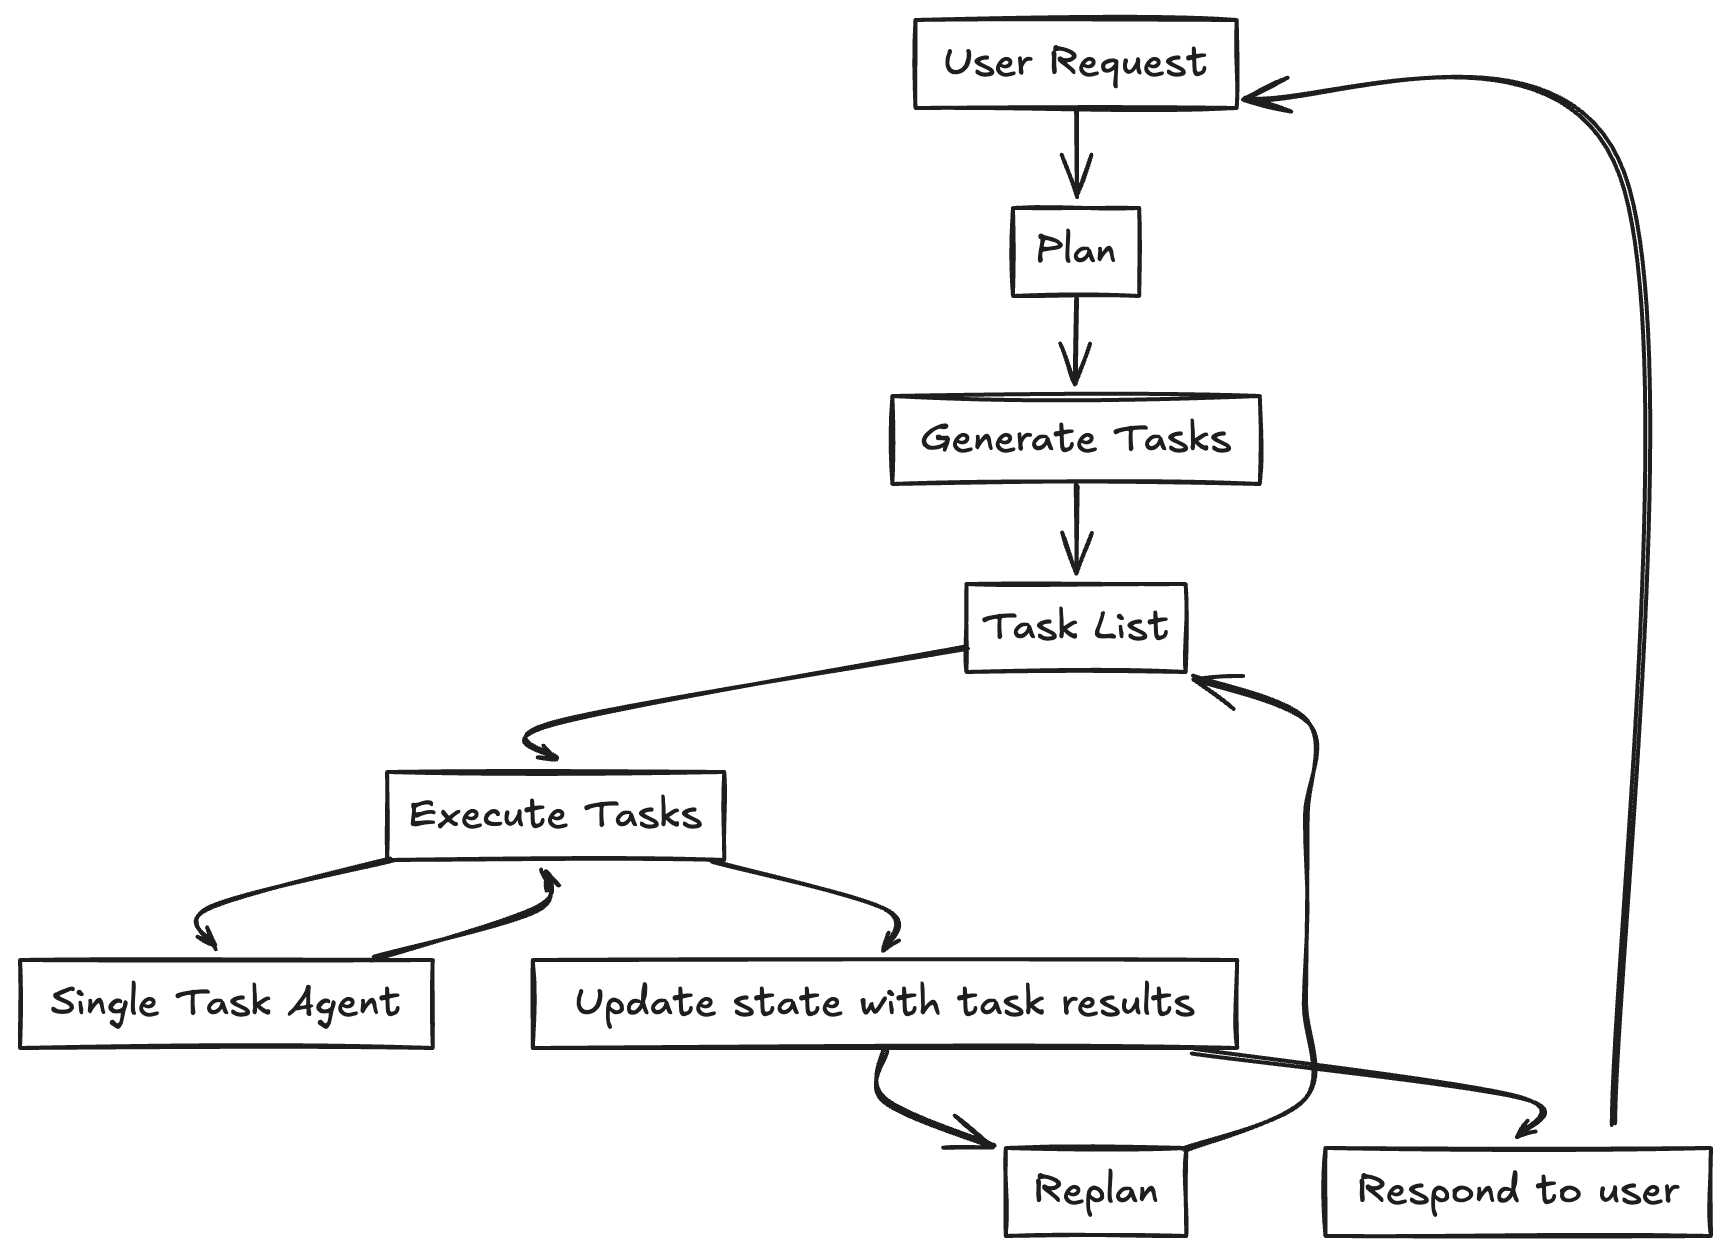 User Request
Plan
Generate Tasks
Task List
Execute Tasks
Single Task Agent
Update state with task results
Replan
Respond to user